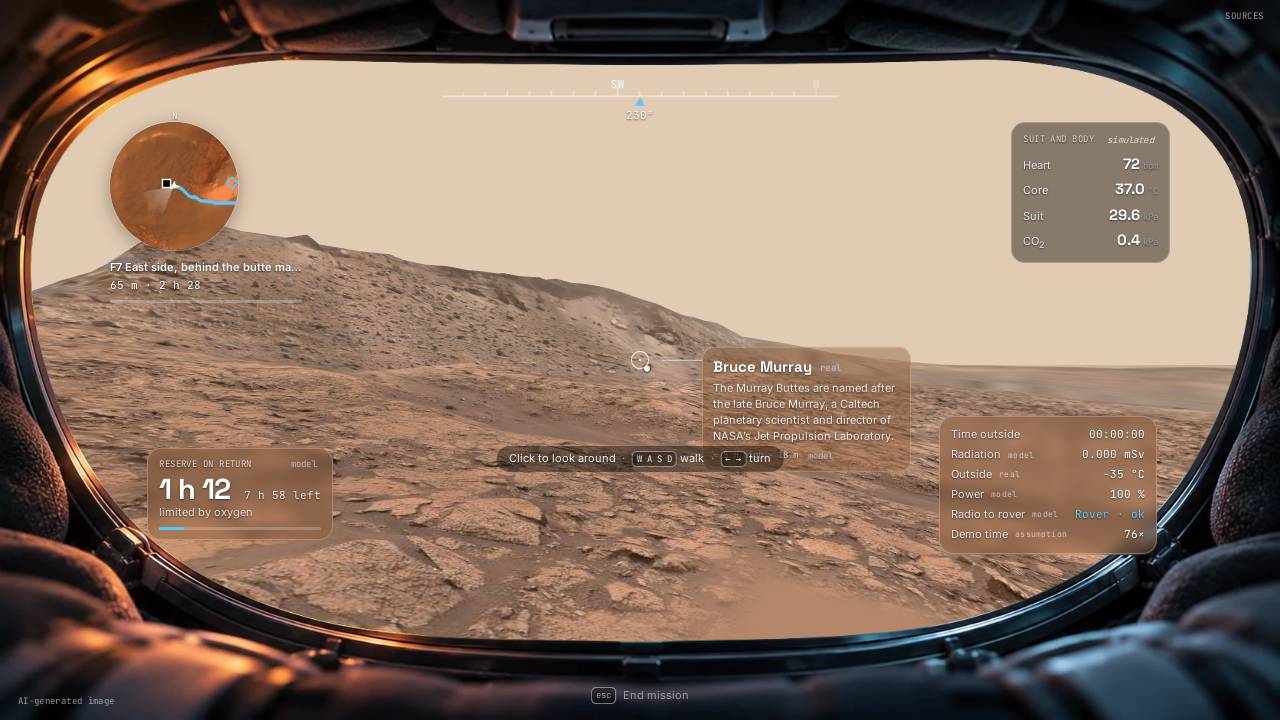 SOURCES
SW
W
230°
N
SUIT AND BODY simulated
Heart 72 bpm
Core 37.0 °C
Suit 29.6 kPa
CO2 0.4 kPa
F7 East side, behind the butte ma…
65 m · 2 h 28
Bruce Murray real
The Murray Buttes are named after
the late Bruce Murray, a Caltech
planetary scientist and director of
NASA's Jet Propulsion Laboratory.
model
Click to look around · W A S D walk · ← → turn
RESERVE ON RETURN model
1 h 12 7 h 58 left
limited by oxygen
Time outside 00:00:00
Radiation model 0.000 mSv
Outside real -35 °C
Power model 100 %
Radio to rover model Rover · ok
Demo time assumption 76×
esc End mission
AI-generated image